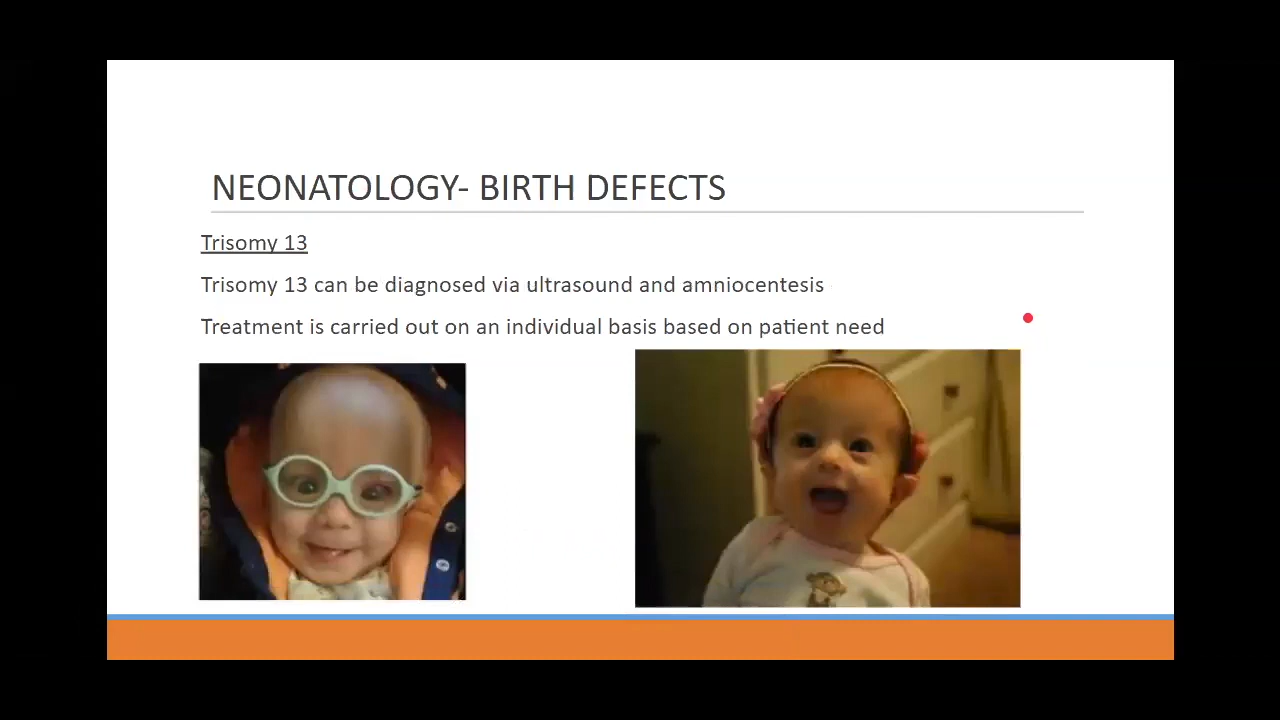 NEONATOLOGY- BIRTH DEFECTS
Trisomy 13
Trisomy 13 can be diagnosed via ultrasound and amniocentesis
Treatment is carried out on an individual basis based on patient need